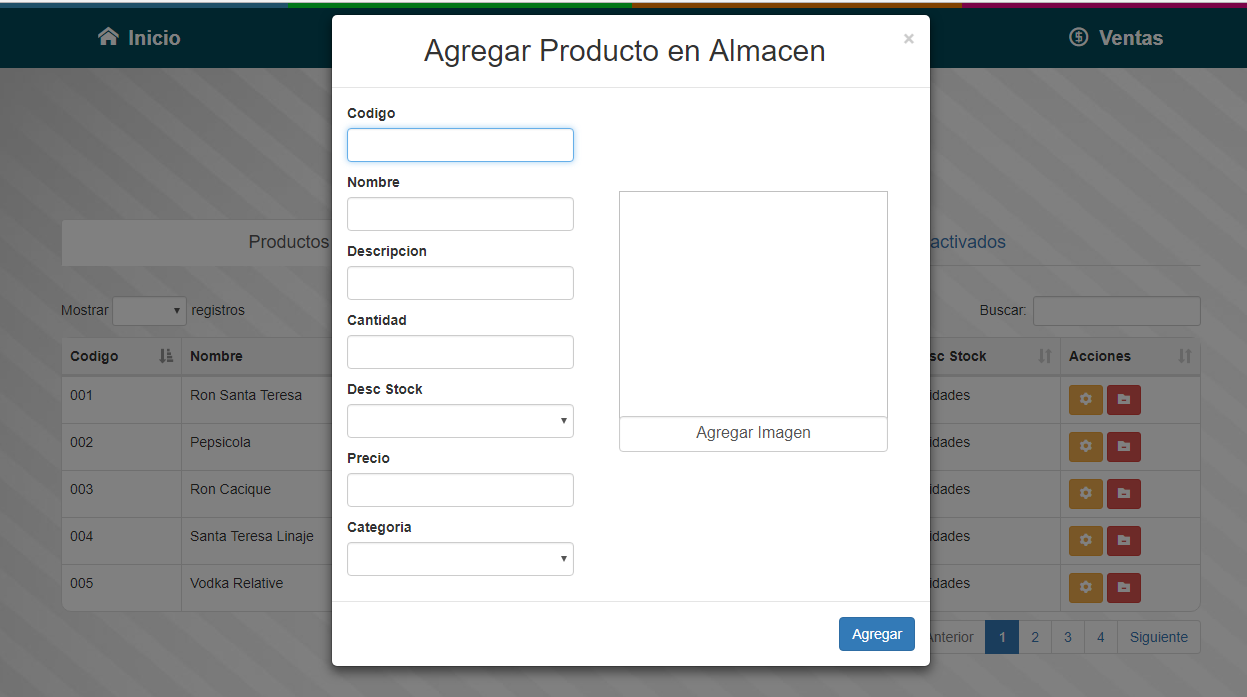 Inicio
Ventas
Agregar Producto en Almacen
×
Codigo
Nombre
Descripcion
Cantidad
Desc Stock
Precio
Categoria
Agregar Imagen
Agregar
Productos
activados
Mostrar registros
Buscar:
Codigo Nombre sc Stock Acciones
001 Ron Santa Teresa idades
002 Pepsicola idades
003 Ron Cacique idades
004 Santa Teresa Linaje idades
005 Vodka Relative idades
Anterior 1 2 3 4 Siguiente